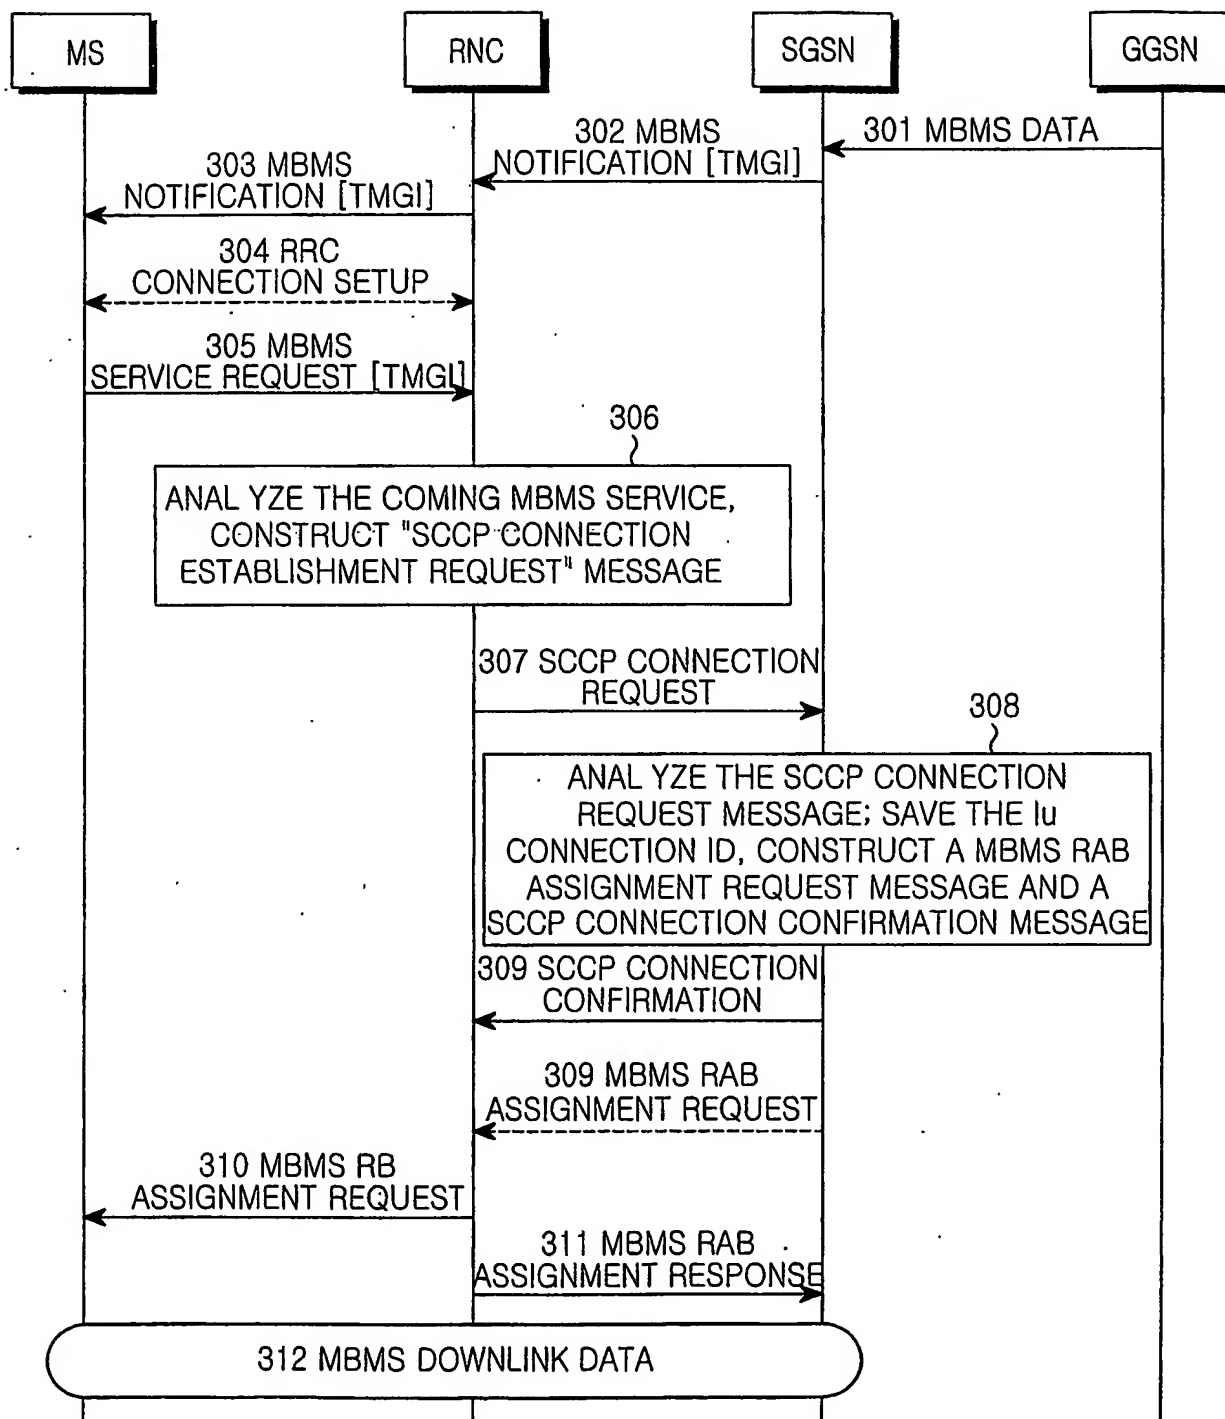 MS
RNC
SGSN
GGSN
301 MBMS DATA
302 MBMS
NOTIFICATION [TMGI]
303 MBMS
NOTIFICATION [TMGI]
304 RRC
CONNECTION SETUP
305 MBMS
SERVICE REQUEST [TMGI]
306
ANAL YZE THE COMING MBMS SERVICE,
CONSTRUCT "SCCP CONNECTION
ESTABLISHMENT REQUEST" MESSAGE
307 SCCP CONNECTION
REQUEST
308
ANAL YZE THE SCCP CONNECTION
REQUEST MESSAGE; SAVE THE Iu
CONNECTION ID, CONSTRUCT A MBMS RAB
ASSIGNMENT REQUEST MESSAGE AND A
SCCP CONNECTION CONFIRMATION MESSAGE
309 SCCP CONNECTION
CONFIRMATION
309 MBMS RAB
ASSIGNMENT REQUEST
310 MBMS RB
ASSIGNMENT REQUEST
311 MBMS RAB
ASSIGNMENT RESPONSE
312 MBMS DOWNLINK DATA